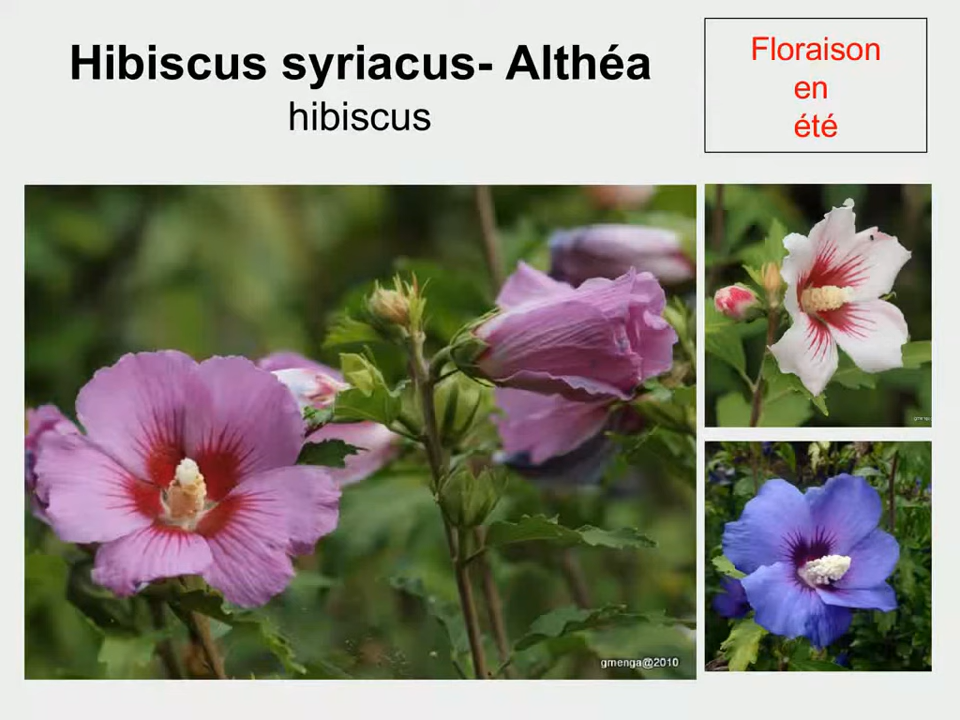 Hibiscus syriacus- Althéa
hibiscus
Floraison
en
été
gmenga@2010